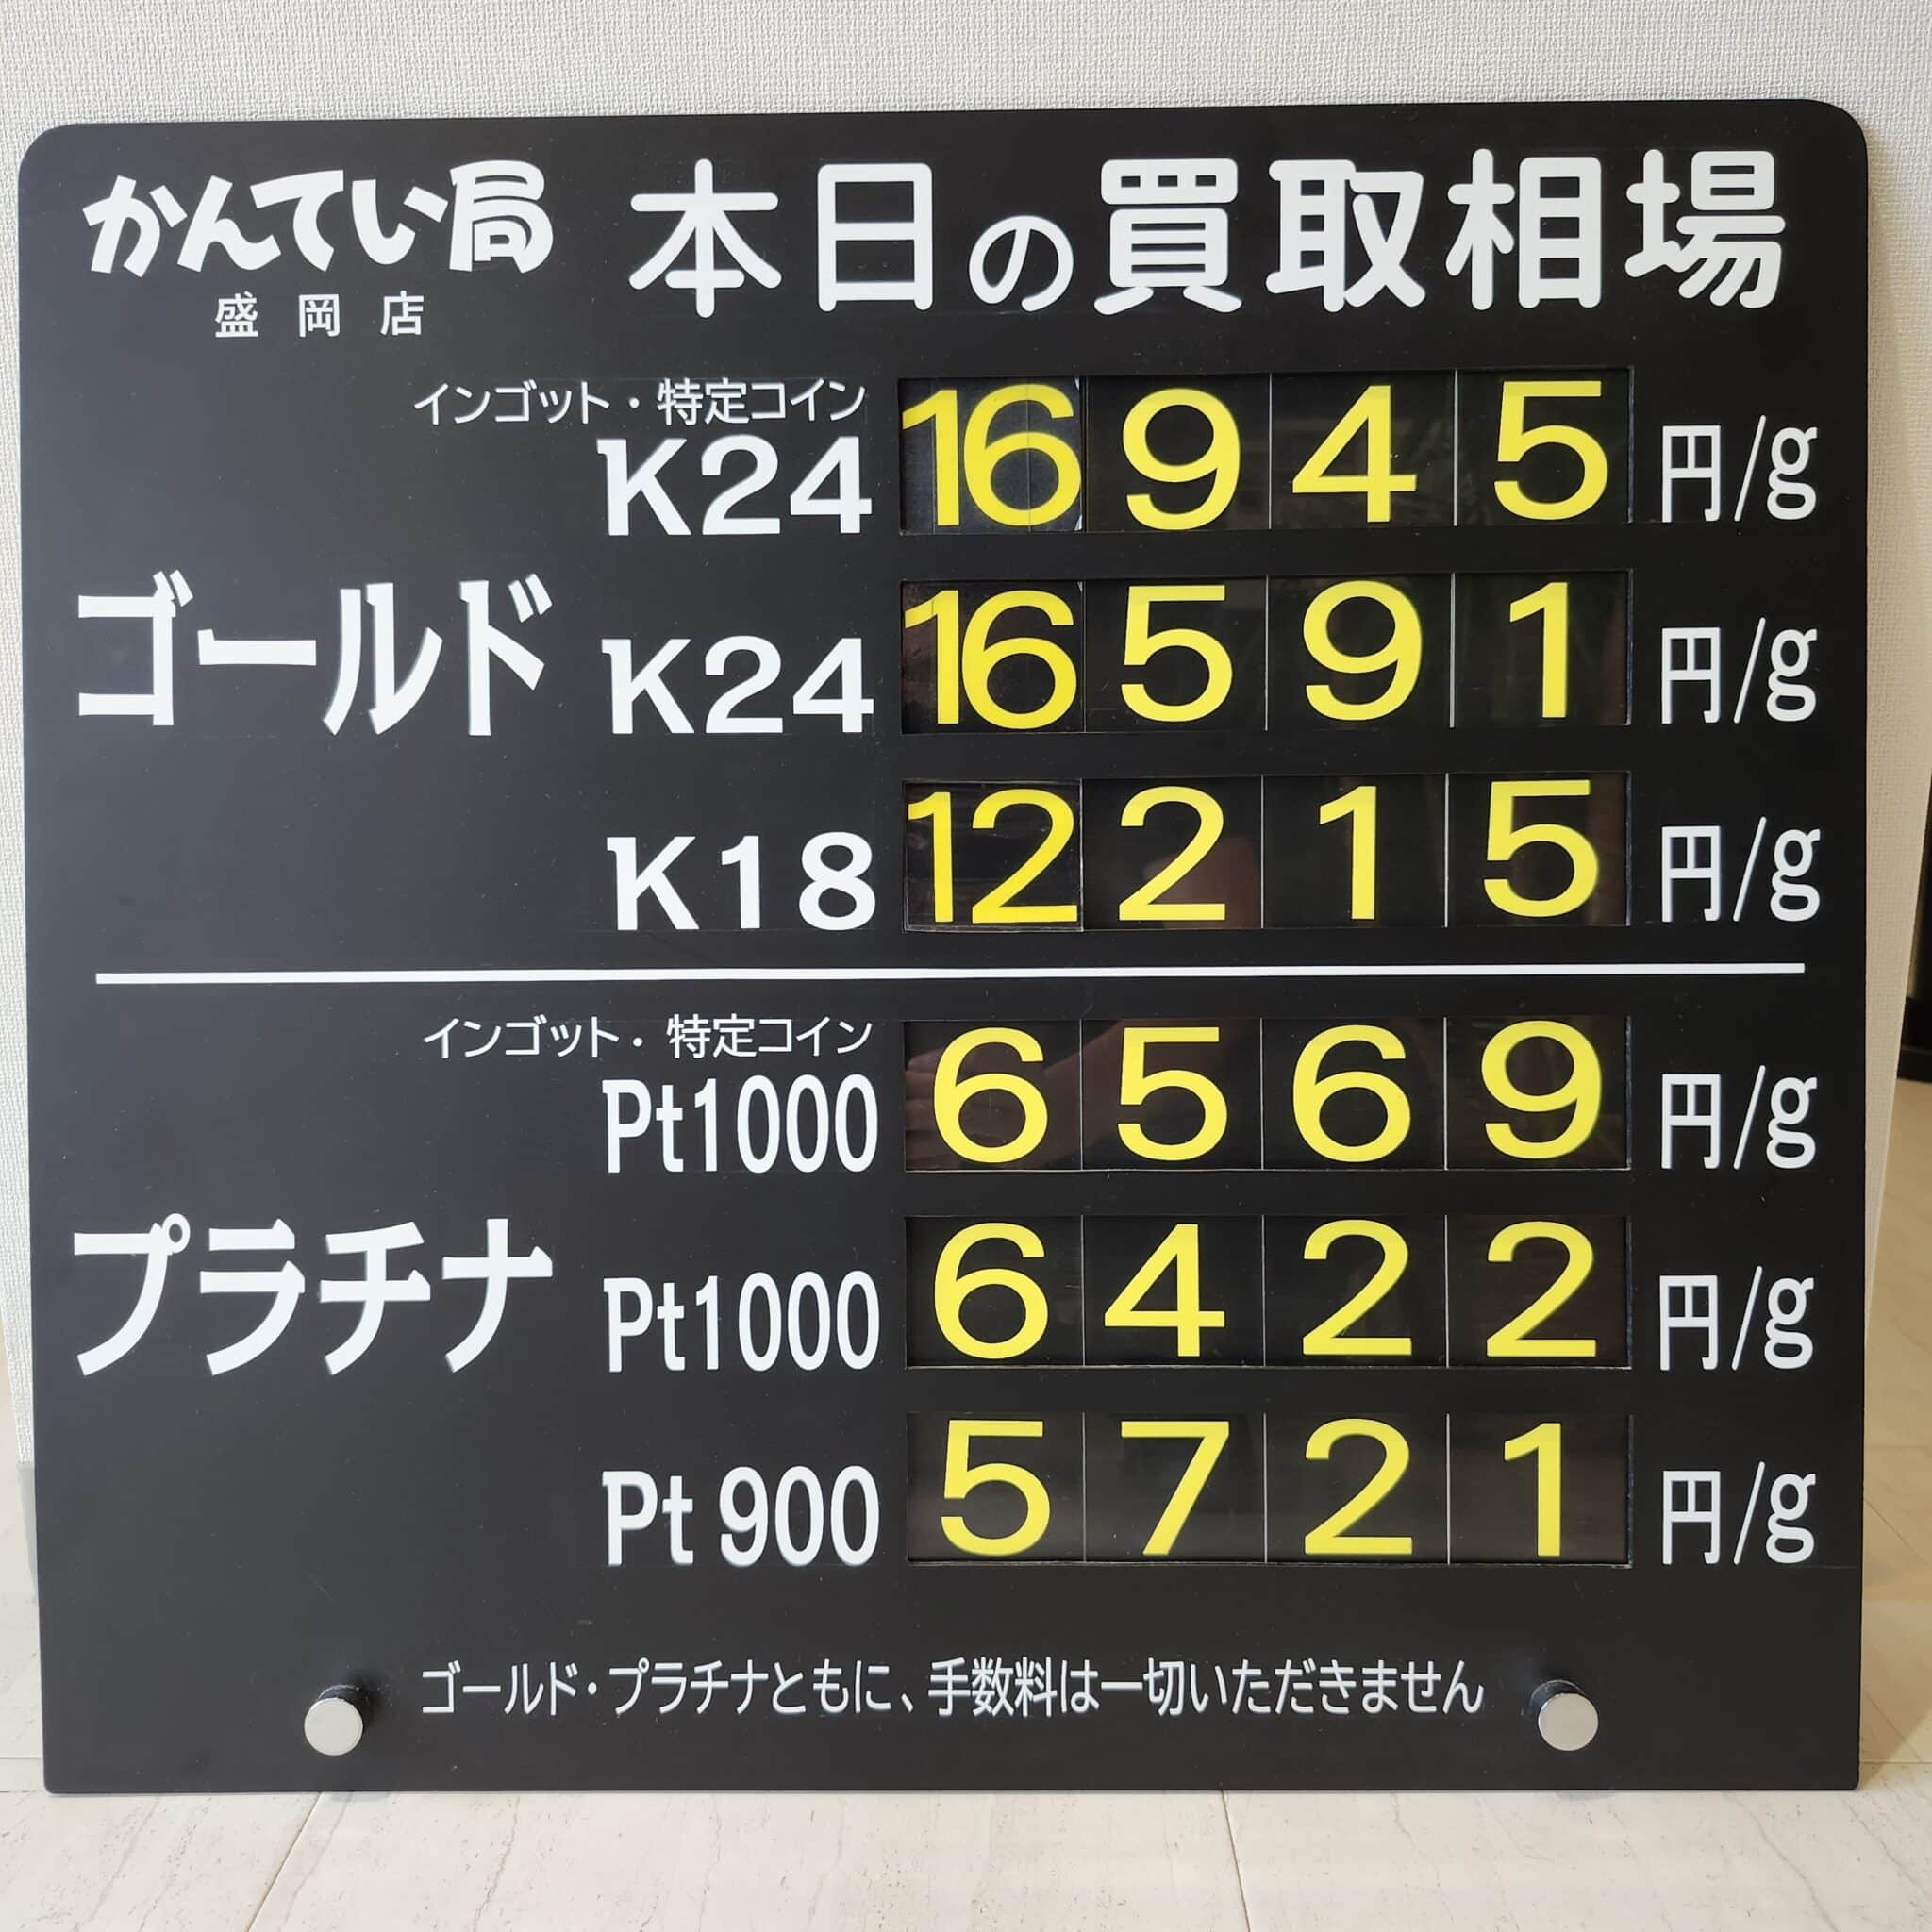 かんてい局 本日の買取相場
盛岡店
インゴット・特定コイン
K24 16945 円/g
ゴールド K24 16591 円/g
K18 12215 円/g
インゴット・特定コイン
Pt1000 6569 円/g
プラチナ Pt1000 6422 円/g
Pt900 5721 円/g
ゴールド・プラチナともに、手数料は一切いただきません